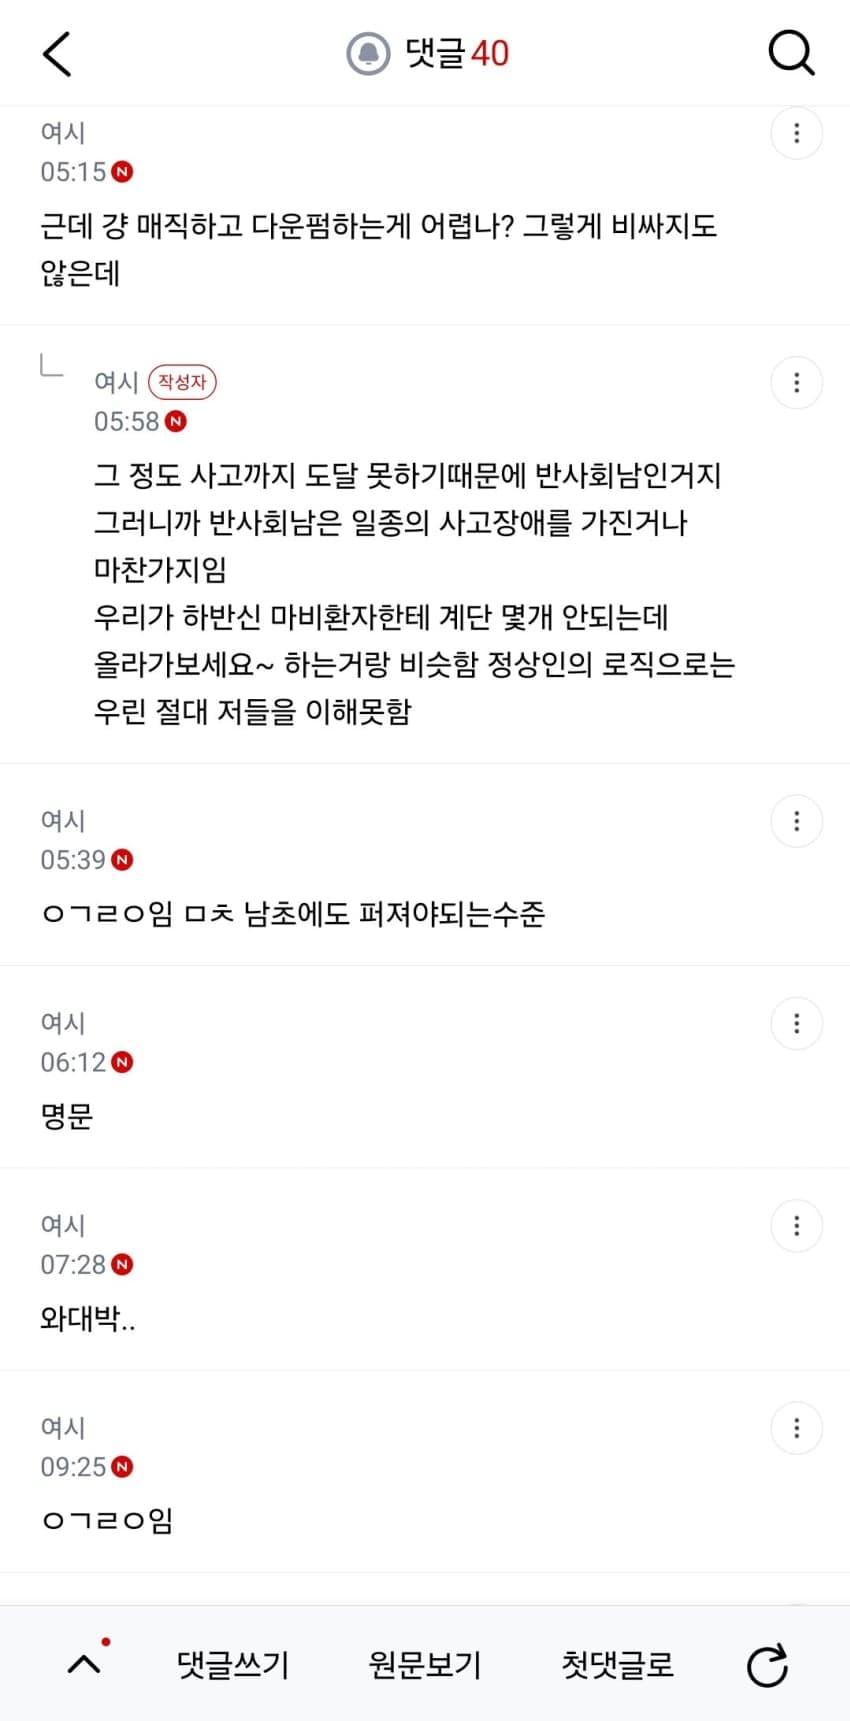 댓글 40
여시
05:15 N
근데 걍 매직하고 다운펌하는게 어렵나? 그렇게 비싸지도
않은데
여시 작성자
05:58 N
그 정도 사고까지 도달 못하기때문에 반사회남인거지
그러니까 반사회남은 일종의 사고장애를 가진거나
마찬가지임
우리가 하반신 마비환자한테 계단 몇개 안되는데
올라가보세요~ 하는거랑 비슷함 정상인의 로직으로는
우린 절대 저들을 이해못함
여시
05:39 N
ㅇㄱㄹㅇ임 ㅁㅊ 남초에도 퍼져야되는수준
여시
06:12 N
명문
여시
07:28 N
와대박..
여시
09:25 N
ㅇㄱㄹㅇ임
댓글쓰기 원문보기 첫댓글로